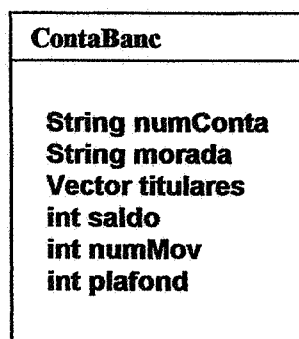 ContaBanc
String numConta
String morada
Vector titulares
int saldo
int numMov
int plafond